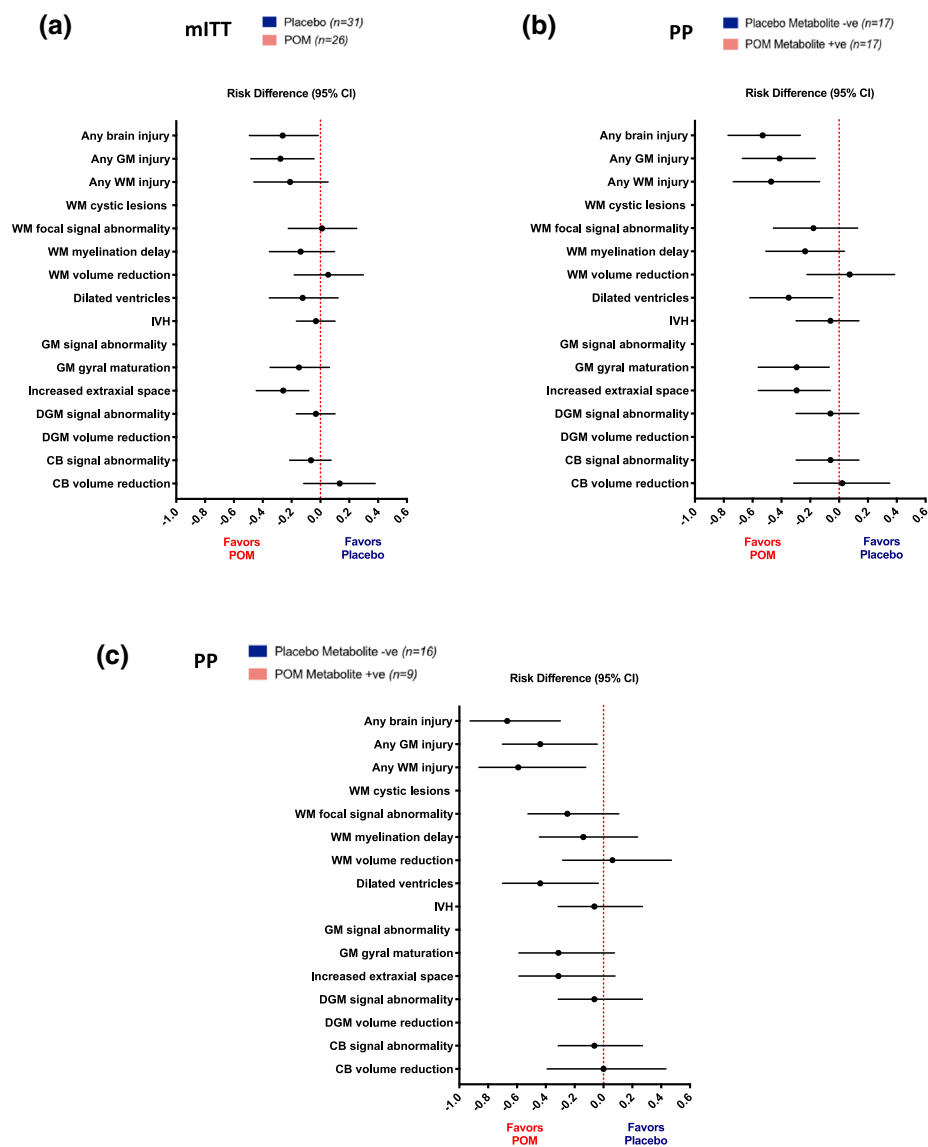 (a)
mITT
Placebo (n=31)
POM (n=26)
Risk Difference (95% CI)
Any brain injury
Any GM injury
Any WM injury
WM cystic lesions
WM focal signal abnormality
WM myelination delay
WM volume reduction
Dilated ventricles
IVH
GM signal abnormality
GM gyral maturation
Increased extraxial space
DGM signal abnormality
DGM volume reduction
CB signal abnormality
CB volume reduction
-1.0 -0.8 -0.6 -0.4 -0.2 0.0 0.2 0.4 0.6
Favors POM
Favors Placebo
(b)
PP
Placebo Metabolite -ve (n=17)
POM Metabolite +ve (n=17)
Risk Difference (95% CI)
Any brain injury
Any GM injury
Any WM injury
WM cystic lesions
WM focal signal abnormality
WM myelination delay
WM volume reduction
Dilated ventricles
IVH
GM signal abnormality
GM gyral maturation
Increased extraxial space
DGM signal abnormality
DGM volume reduction
CB signal abnormality
CB volume reduction
-1.0 -0.8 -0.6 -0.4 -0.2 0.0 0.2 0.4 0.6
Favors POM
Favors Placebo
(c)
PP
Placebo Metabolite -ve (n=16)
POM Metabolite +ve (n=9)
Risk Difference (95% CI)
Any brain injury
Any GM injury
Any WM injury
WM cystic lesions
WM focal signal abnormality
WM myelination delay
WM volume reduction
Dilated ventricles
IVH
GM signal abnormality
GM gyral maturation
Increased extraxial space
DGM signal abnormality
DGM volume reduction
CB signal abnormality
CB volume reduction
-1.0 -0.8 -0.6 -0.4 -0.2 0.0 0.2 0.4 0.6
Favors POM
Favors Placebo